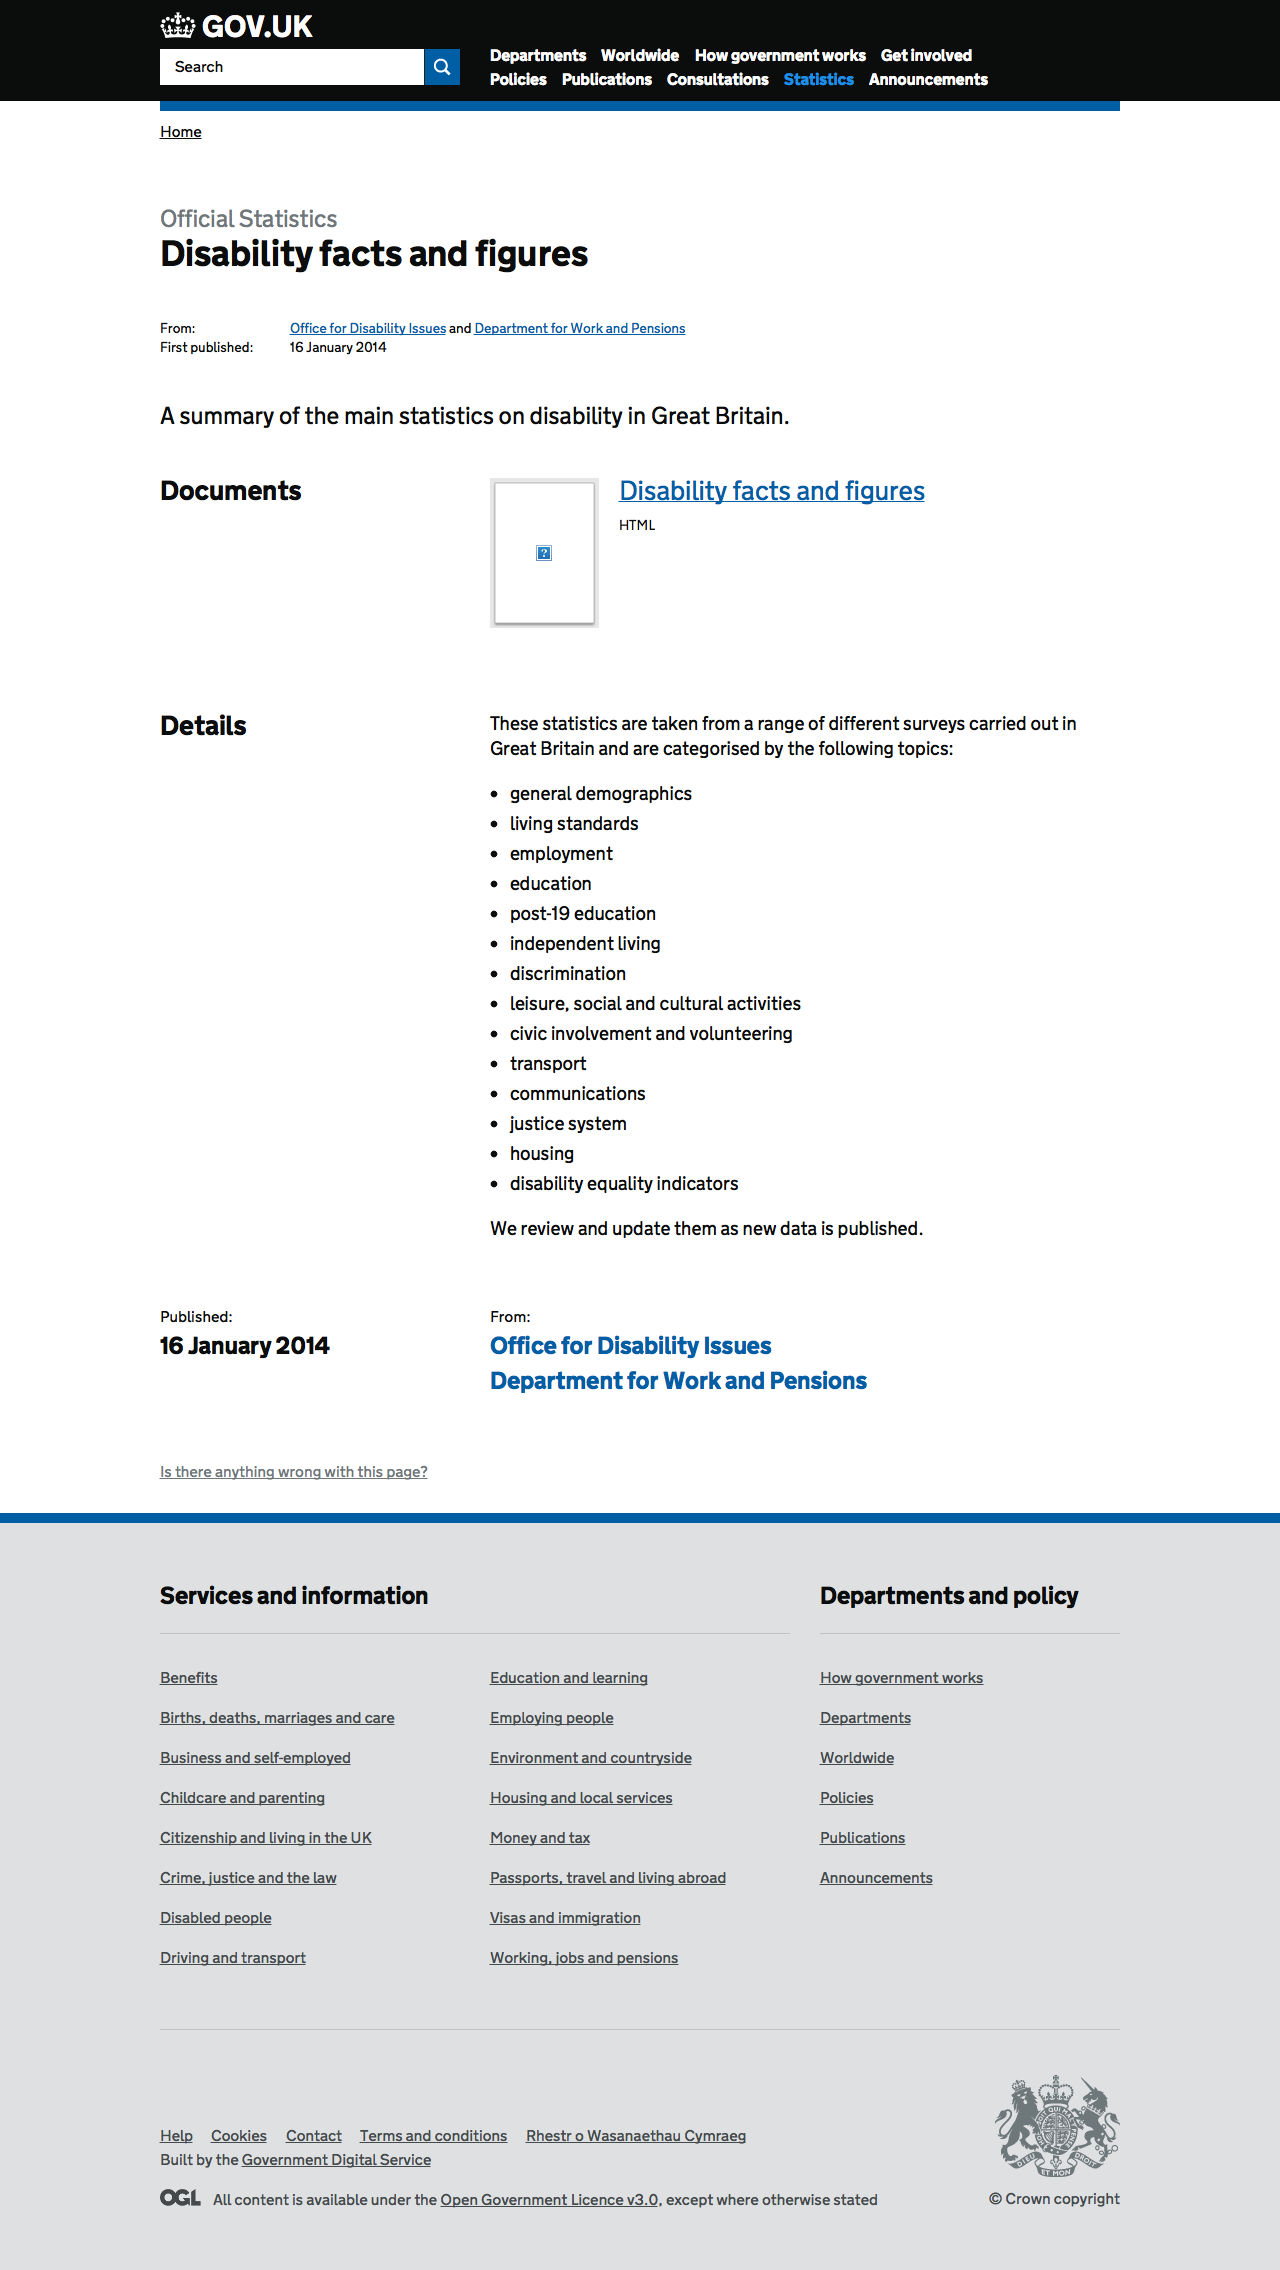 GOV.UK
Search
Departments Worldwide How government works Get involved
Policies Publications Consultations Statistics Announcements
Home
Official Statistics
Disability facts and figures
From: Office for Disability Issues and Department for Work and Pensions
First published: 16 January 2014
A summary of the main statistics on disability in Great Britain.
Documents
Disability facts and figures
HTML
Details
These statistics are taken from a range of different surveys carried out in
Great Britain and are categorised by the following topics:
• general demographics
• living standards
• employment
• education
• post-19 education
• independent living
• discrimination
• leisure, social and cultural activities
• civic involvement and volunteering
• transport
• communications
• justice system
• housing
• disability equality indicators
We review and update them as new data is published.
Published:
16 January 2014
From:
Office for Disability Issues
Department for Work and Pensions
Is there anything wrong with this page?
Services and information
Benefits
Births, deaths, marriages and care
Business and self-employed
Childcare and parenting
Citizenship and living in the UK
Crime, justice and the law
Disabled people
Driving and transport
Education and learning
Employing people
Environment and countryside
Housing and local services
Money and tax
Passports, travel and living abroad
Visas and immigration
Working, jobs and pensions
Departments and policy
How government works
Departments
Worldwide
Policies
Publications
Announcements
Help Cookies Contact Terms and conditions Rhestr o Wasanaethau Cymraeg
Built by the Government Digital Service
OGL All content is available under the Open Government Licence v3.0, except where otherwise stated
DIEU ET MON DROIT
© Crown copyright